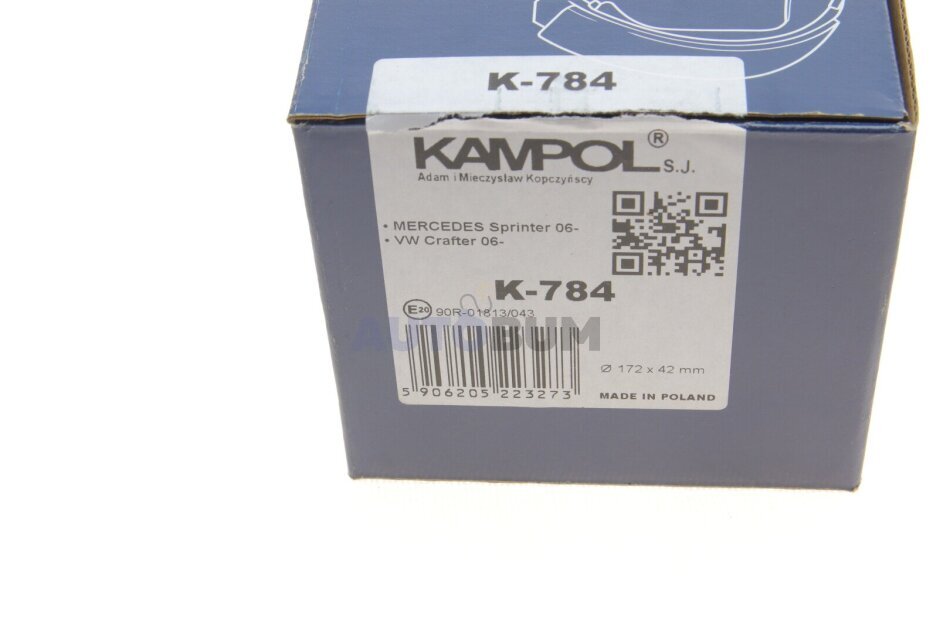 K-784
KAMPOL® S.J.
Adam i Mieczysław Kopczyńscy
• MERCEDES Sprinter 06-
• VW Crafter 06-
K-784
E20 90R-01813/043
AUTOBUM
Ø 172 x 42 mm
5 906205 223273
MADE IN POLAND